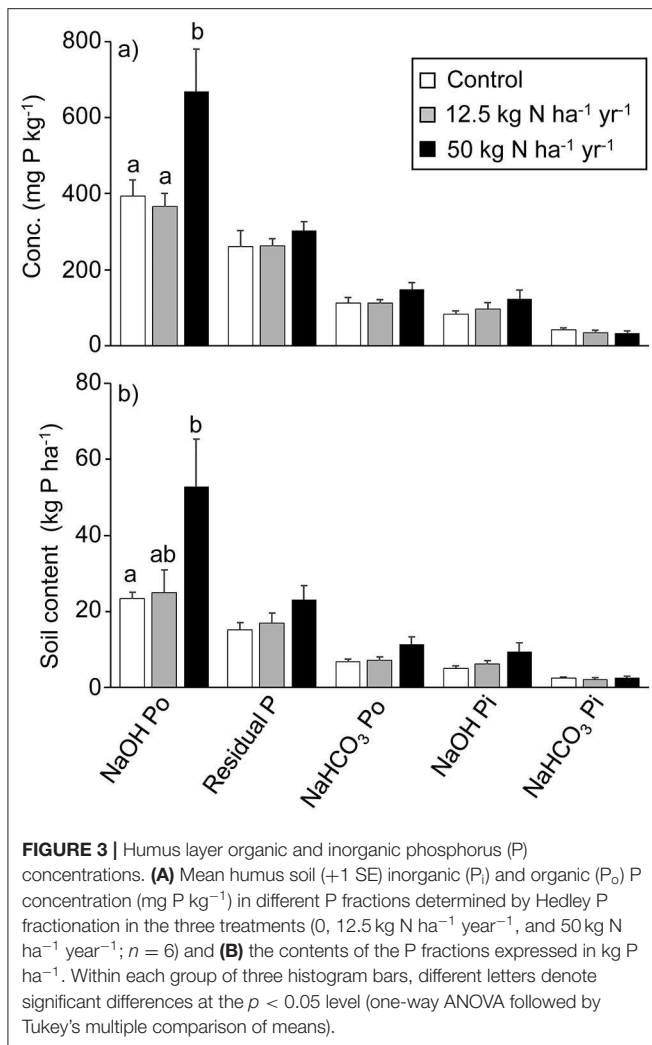 800
600
400
200
0
Conc. (mg P kg⁻¹)
a)
a
a
b
Control
12.5 kg N ha⁻¹ yr⁻¹
50 kg N ha⁻¹ yr⁻¹
80
60
40
20
0
Soil content (kg P ha⁻¹)
b)
a
ab
b
NaOH Po
Residual P
NaHCO₃ Po
NaOH Pi
NaHCO₃ Pi
FIGURE 3 | Humus layer organic and inorganic phosphorus (P)
concentrations. (A) Mean humus soil (+1 SE) inorganic (Pᵢ) and organic (Pₒ) P
concentration (mg P kg⁻¹) in different P fractions determined by Hedley P
fractionation in the three treatments (0, 12.5 kg N ha⁻¹ year⁻¹, and 50 kg N
ha⁻¹ year⁻¹; n = 6) and (B) the contents of the P fractions expressed in kg P
ha⁻¹. Within each group of three histogram bars, different letters denote
significant differences at the p < 0.05 level (one-way ANOVA followed by
Tukey's multiple comparison of means).